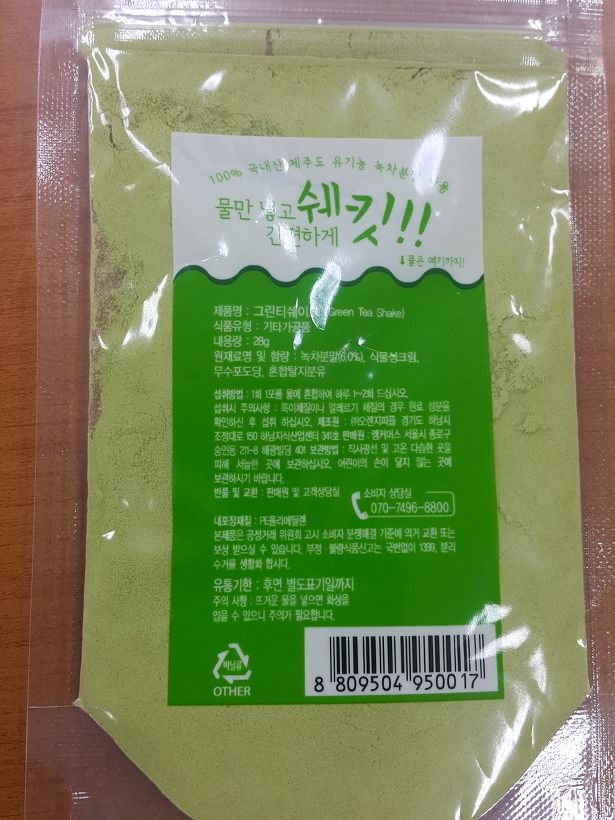 100% 국내산 제주도 유기농 녹차분말 사용
물만 넣고 쉐킷!!!
간편하게
↓물은 여기까지!
제품명 : 그린티쉐이크 (Green Tea Shake)
식품유형 : 기타가공품
내용량 : 28g
원재료명 및 함량 : 녹차분말(6.0%), 식물성크림,
무수포도당, 혼합탈지분유
섭취방법 : 1회 1포를 물에 혼합하여 하루 1~2회 드십시오.
섭취시 주의사항 : 특이체질이나 알레르기 체질의 경우 원료 성분을
확인하신 후 섭취 하십시오. 제조원 : ㈜오렌지파플 경기도 하남시
조정대로 150 하남지식산업센터 341호 판매원 : 앵커머스 서울시 종로구
숭인동 211-8 해광빌딩 401 보관방법 : 직사광선 및 고온 다습한 곳을
피해 서늘한 곳에 보관하십시오. 어린이의 손이 닿지 않는 곳에
보관하시기 바랍니다.
반품 및 교환 : 판매원 및 고객상담실
소비자 상담실
070-7496-8800
내포장재질 : PE폴리에틸렌
본제품은 공정거래 위원회 고시 소비자 분쟁해결 기준에 의거 교환 또는
보상 받으실 수 있습니다. 부정·불량식품신고는 국번없이 1399. 분리
수거를 생활화 합시다.
유통기한 : 후면 별도표기일까지
주의 사항 : 뜨거운 물을 넣으면 화상을
입을 수 있으니 주의가 필요합니다.
비닐류
OTHER
8 809504 950017